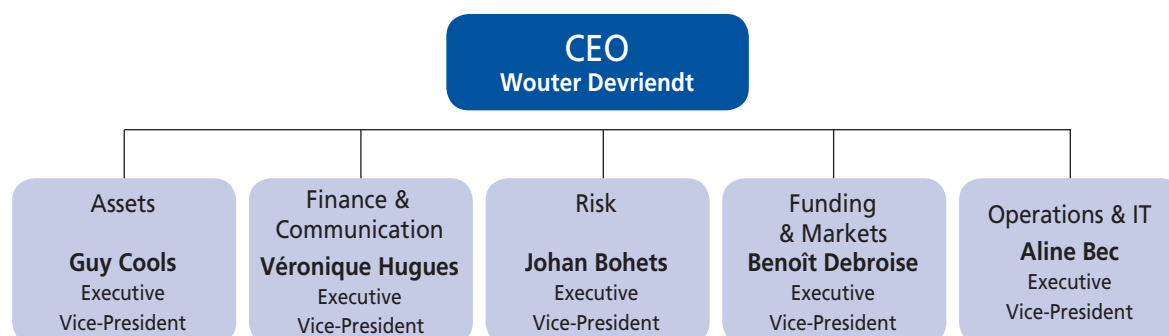 CEO
Wouter Devriendt
Assets
Guy Cools
Executive
Vice-President
Finance &
Communication
Véronique Hugues
Executive
Vice-President
Risk
Johan Bohets
Executive
Vice-President
Funding
& Markets
Benoît Debroise
Executive
Vice-President
Operations & IT
Aline Bec
Executive
Vice-President